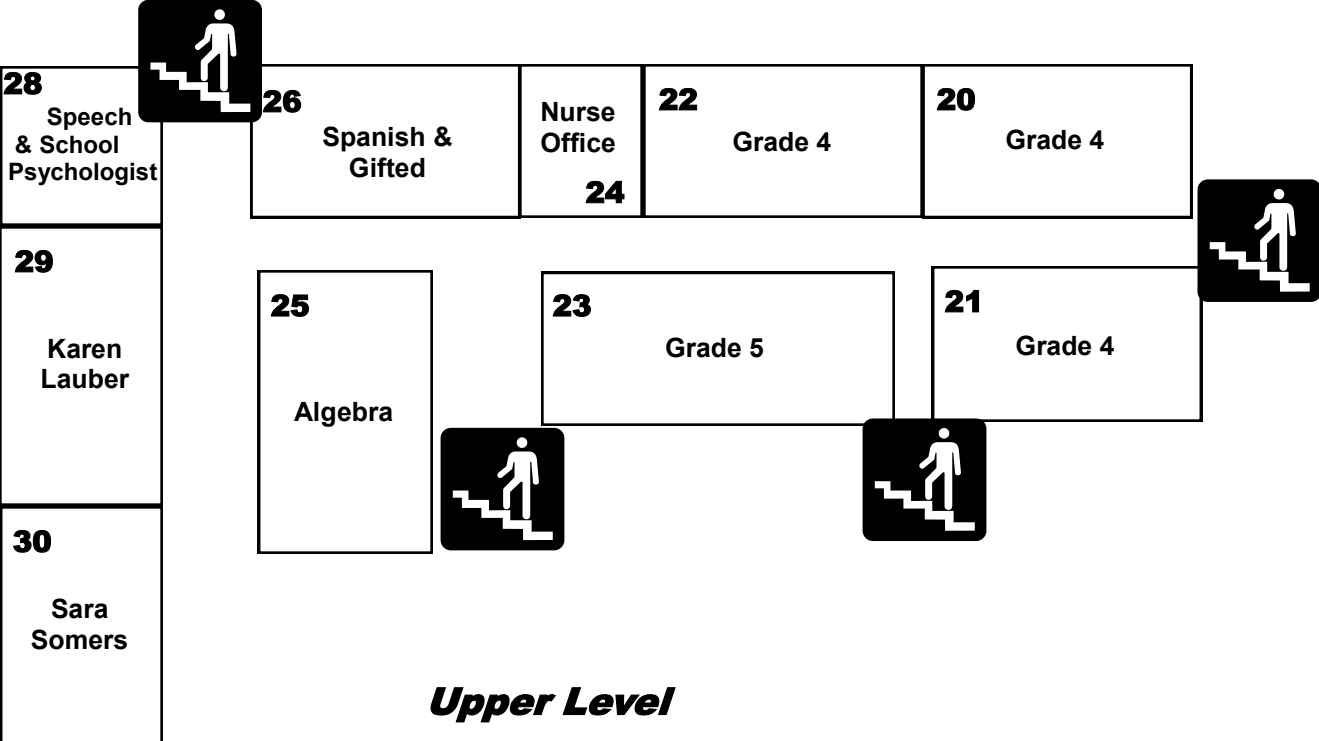 28
Speech
& School
Psychologist
26
Spanish &
Gifted
Nurse
Office
24
22
Grade 4
20
Grade 4
29
Karen
Lauber
25
Algebra
23
Grade 5
21
Grade 4
30
Sara
Somers
Upper Level